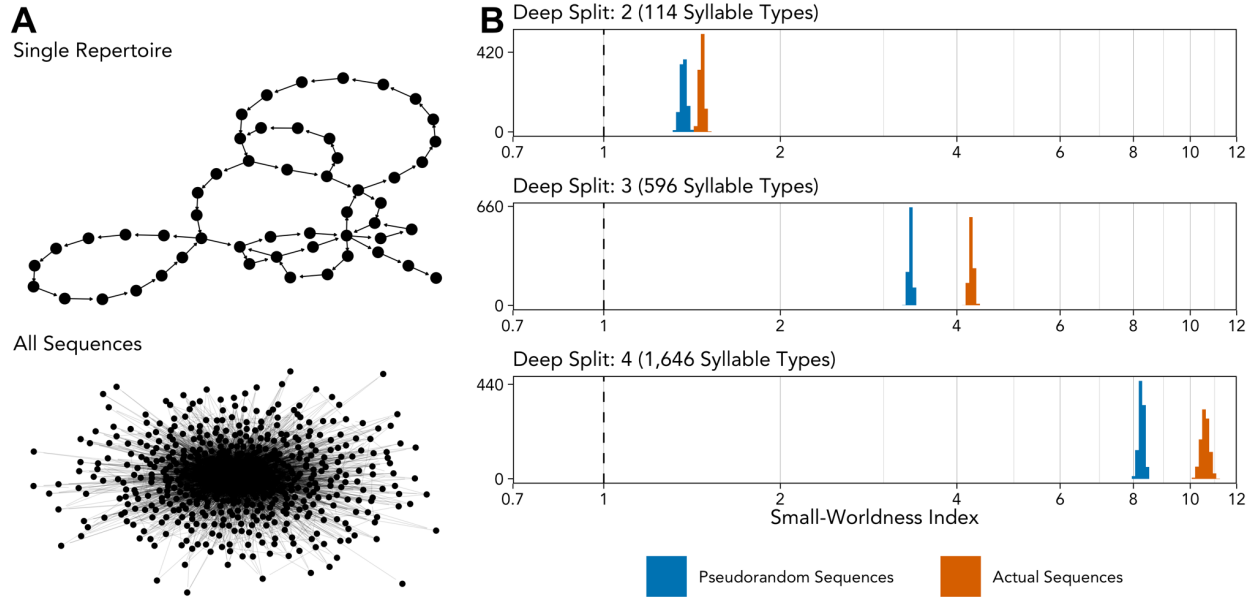 A
Single Repertoire
All Sequences
B
Deep Split: 2 (114 Syllable Types)
420
0
0.7 1 2 4 6 8 10 12
Deep Split: 3 (596 Syllable Types)
660
0
0.7 1 2 4 6 8 10 12
Deep Split: 4 (1,646 Syllable Types)
440
0
0.7 1 2 4 6 8 10 12
Small-Worldness Index
Pseudorandom Sequences Actual Sequences